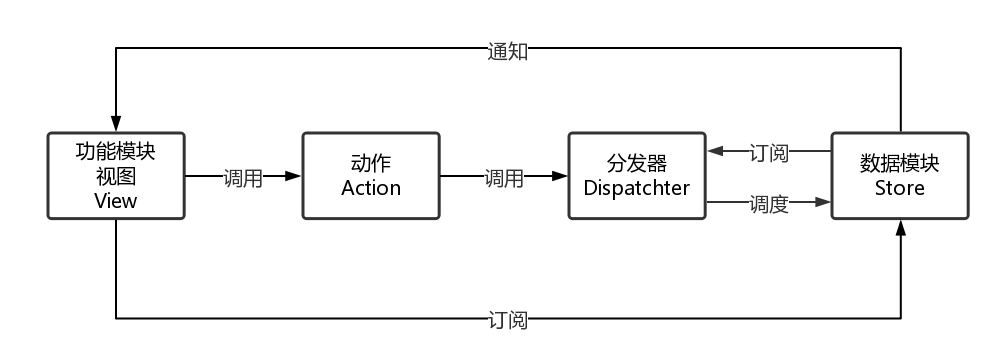 通知
功能模块
视图
View
调用
动作
Action
调用
分发器
Dispatchter
订阅
调度
数据模块
Store
订阅